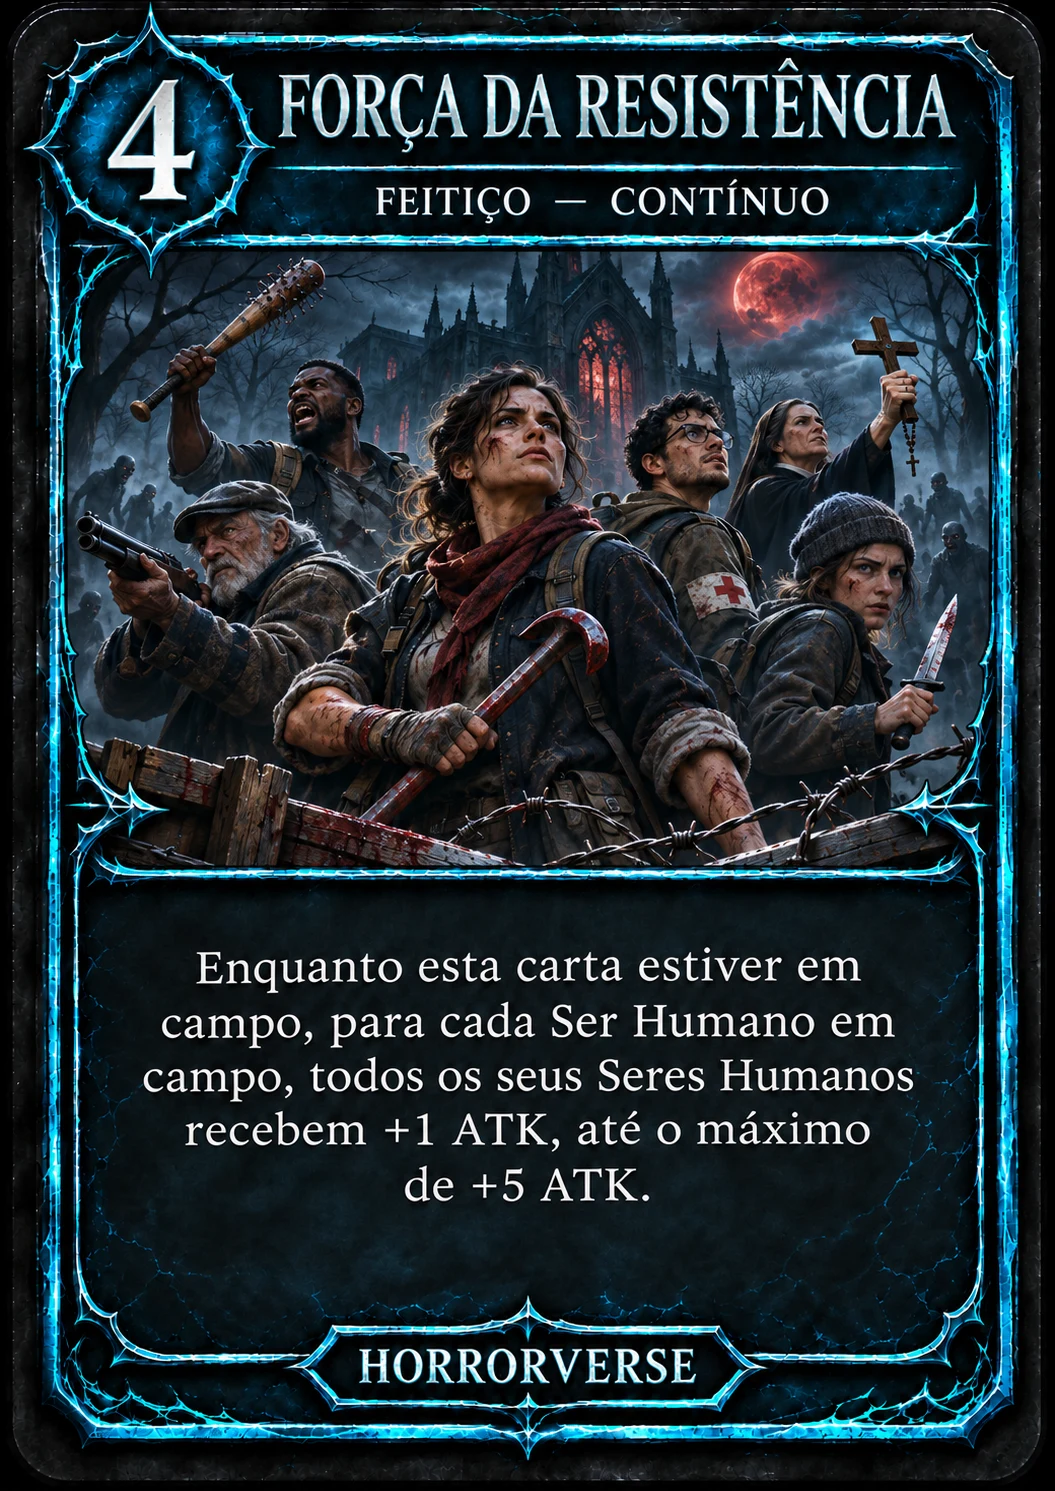 4
FORÇA DA RESISTÊNCIA
FEITIÇO — CONTÍNUO
Enquanto esta carta estiver em
campo, para cada Ser Humano em
campo, todos os seus Seres Humanos
recebem +1 ATK, até o máximo
de +5 ATK.
HORRORVERSE